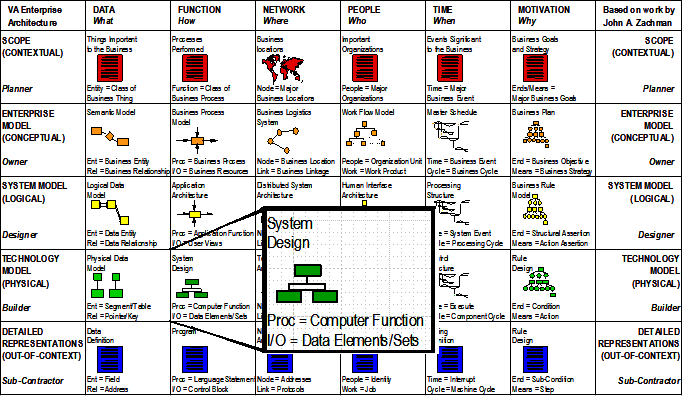 VA Enterprise Architecture
DATA What
FUNCTION How
NETWORK Where
PEOPLE Who
TIME When
MOTIVATION Why
Based on work by John A. Zachman
SCOPE (CONTEXTUAL)
Planner
Things Important to the Business
Entity = Class of Business Thing
Processes Performed
Function = Class of Business Process
Business locations
Node = Major Business Locations
Important Organizations
People = Major Organizations
Events Significant to the Business
Time = Major Business Event
Business Goals and Strategy
Ends/Means = Major Business Goals
SCOPE (CONTEXTUAL)
Planner
ENTERPRISE MODEL (CONCEPTUAL)
Owner
Semantic Model
Ent = Business Entity
Rel = Business Relationship
Business Process Model
Proc = Business Process
I/O = Business Resources
Business Logistics System
Node = Business Location
Link = Business Linkage
Work Flow Model
People = Organization Unit
Work = Work Product
Master Schedule
Time = Business Event
Cycle = Business Cycle
Business Plan
End = Business Objective
Means = Business Strategy
ENTERPRISE MODEL (CONCEPTUAL)
Owner
SYSTEM MODEL (LOGICAL)
Designer
Logical Data Model
Ent = Data Entity
Rel = Data Relationship
Application Architecture
Proc = Application Function
I/O = User Views
Distributed System Architecture
Human Interface Architecture
Processing Structure
= System Event
= Processing Cycle
Business Rule Model
End = Structural Assertion
Means = Action Assertion
SYSTEM MODEL (LOGICAL)
Designer
TECHNOLOGY MODEL (PHYSICAL)
Builder
Physical Data Model
Ent = Segment/Table
Rel = Pointer/Key
System Design
Proc = Computer Function
I/O = Data Elements/Sets
System Design
Proc = Computer Function
I/O = Data Elements/Sets
= Execute
= Component Cycle
Rule Design
End = Condition
Means = Action
TECHNOLOGY MODEL (PHYSICAL)
Builder
DETAILED REPRESENTATIONS (OUT-OF-CONTEXT)
Sub-Contractor
Data Definition
Ent = Field
Rel = Address
Program
Proc = Language Statement
I/O = Control Block
Node = Addresses
Link = Protocols
People = Identity
Work = Job
Time = Interrupt
Cycle = Machine Cycle
Rule Design
End = Sub-Condition
Means = Step
DETAILED REPRESENTATIONS (OUT-OF-CONTEXT)
Sub-Contractor